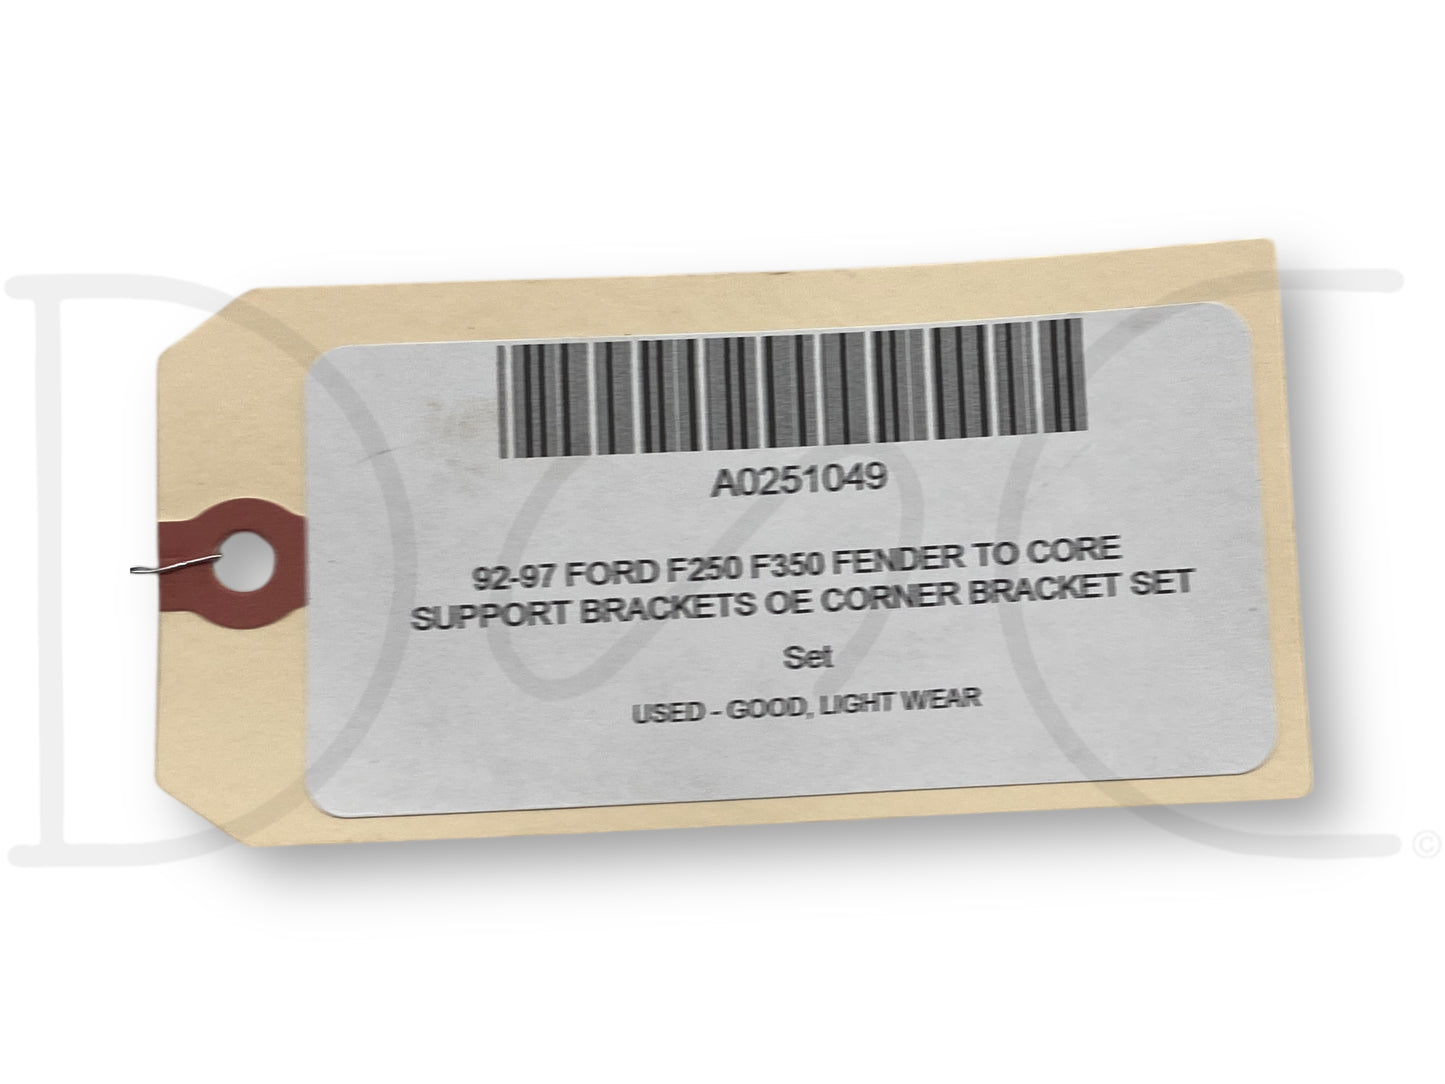 A0251049
92-97 FORD F250 F350 FENDER TO CORE
SUPPORT BRACKETS OE CORNER BRACKET SET
Set
USED - GOOD, LIGHT WEAR
©